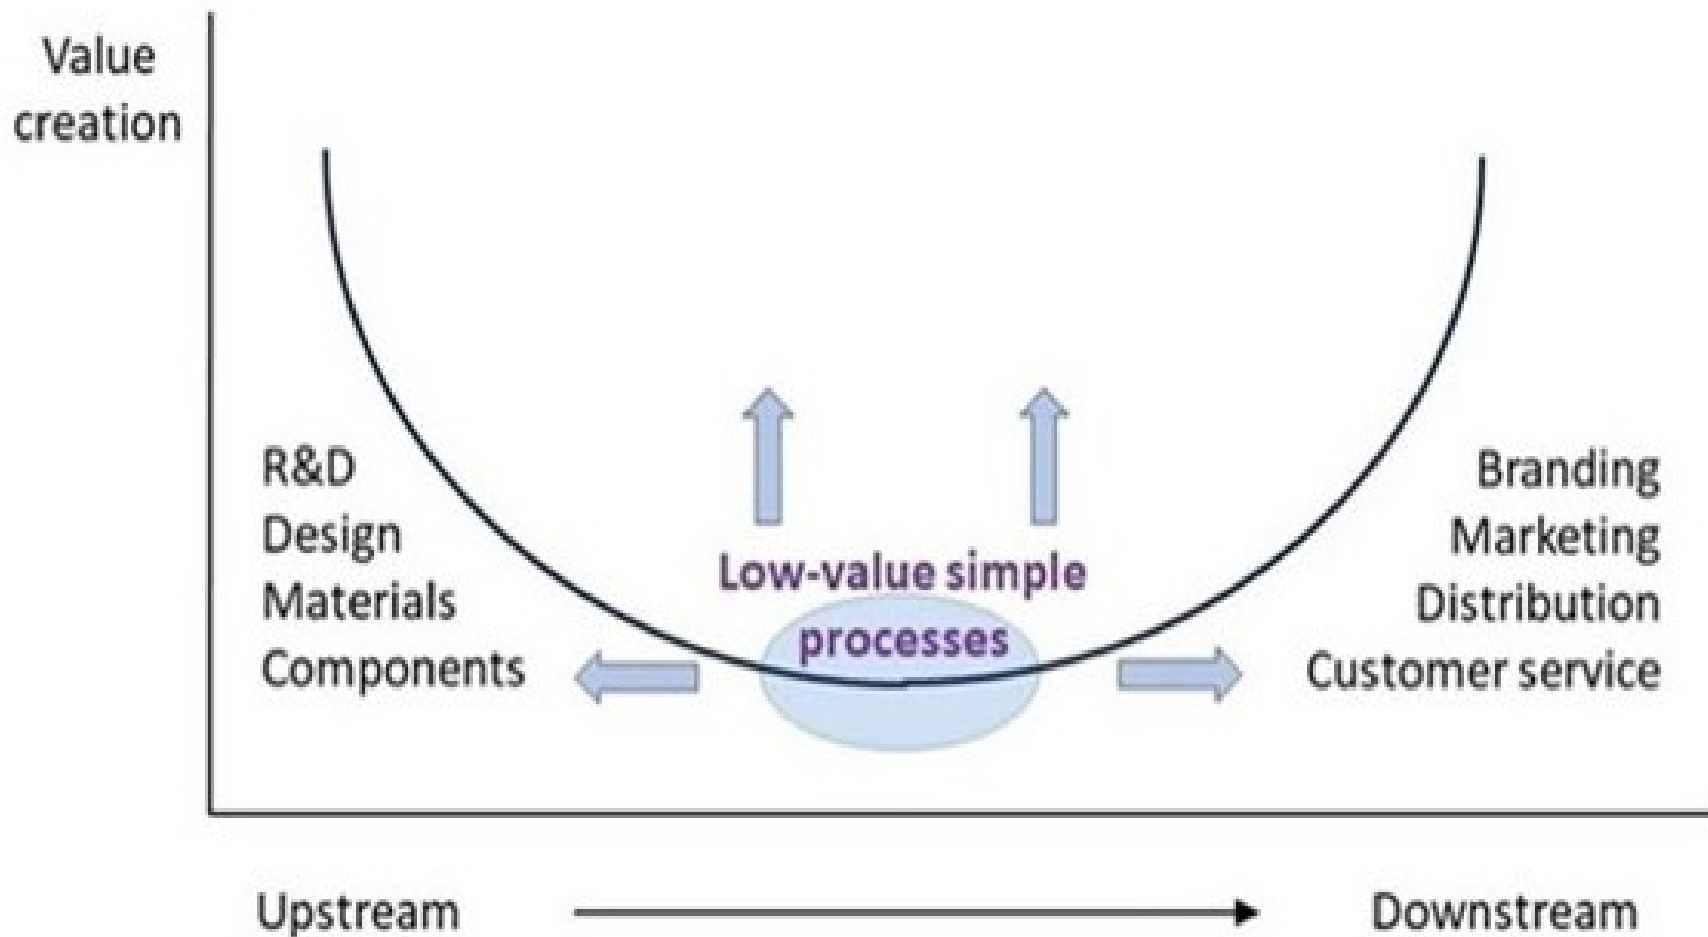 Value
creation
R&D
Design
Materials
Components
Low-value simple
processes
Branding
Marketing
Distribution
Customer service
Upstream
Downstream